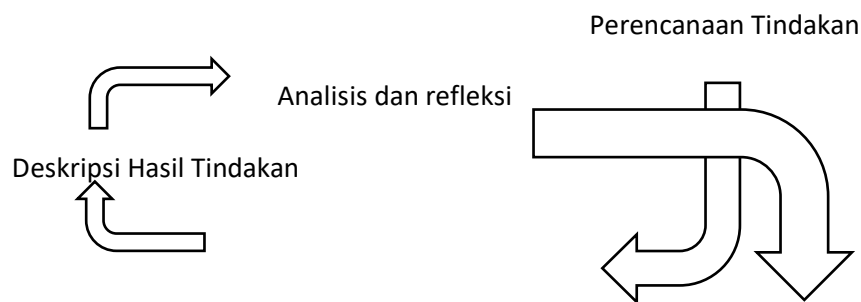 Perencanaan Tindakan
Analisis dan refleksi
Deskripsi Hasil Tindakan